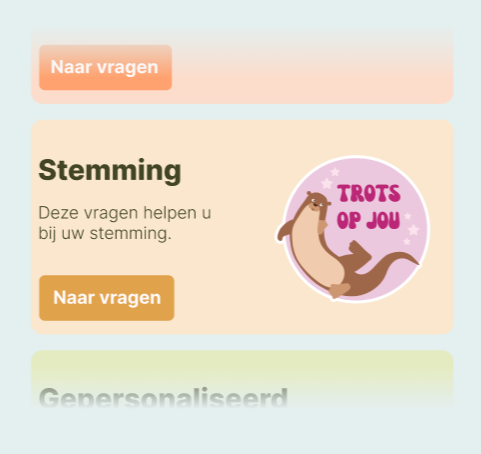 Naar vragen
Stemming
Deze vragen helpen u
bij uw stemming.
TROTS
OP JOU
Naar vragen
Gepersonaliseerd